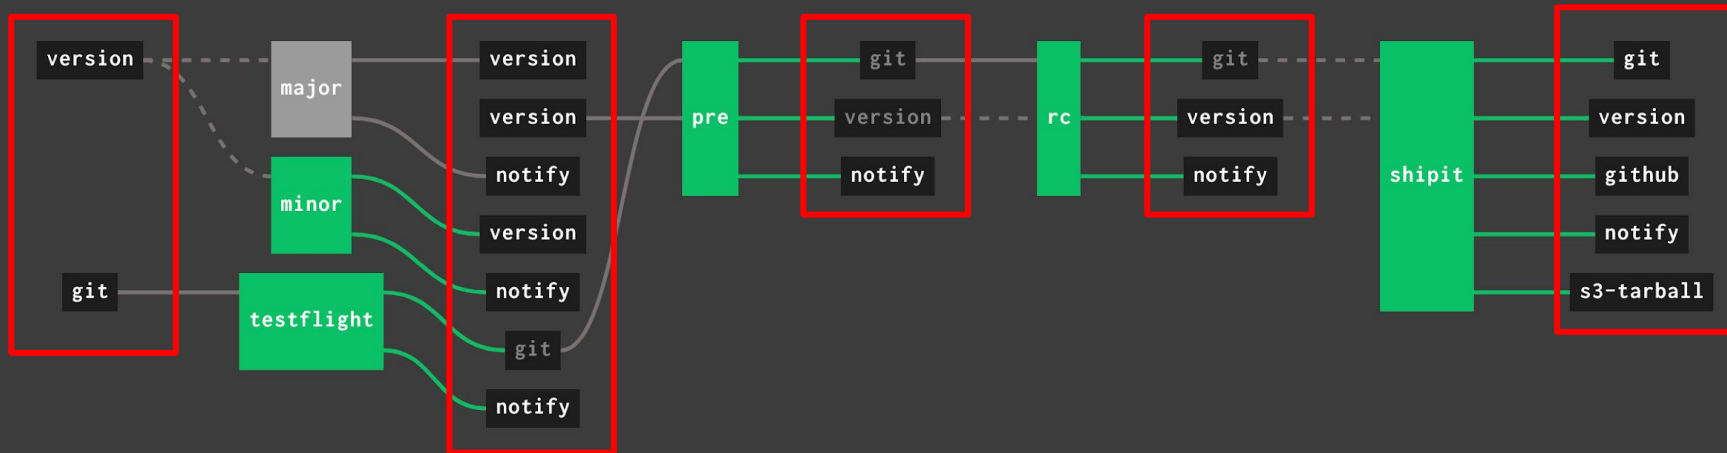 version
git
major
minor
testflight
version
version
notify
version
notify
git
notify
pre
git
version
notify
rc
git
version
notify
shipit
git
version
github
notify
s3-tarball